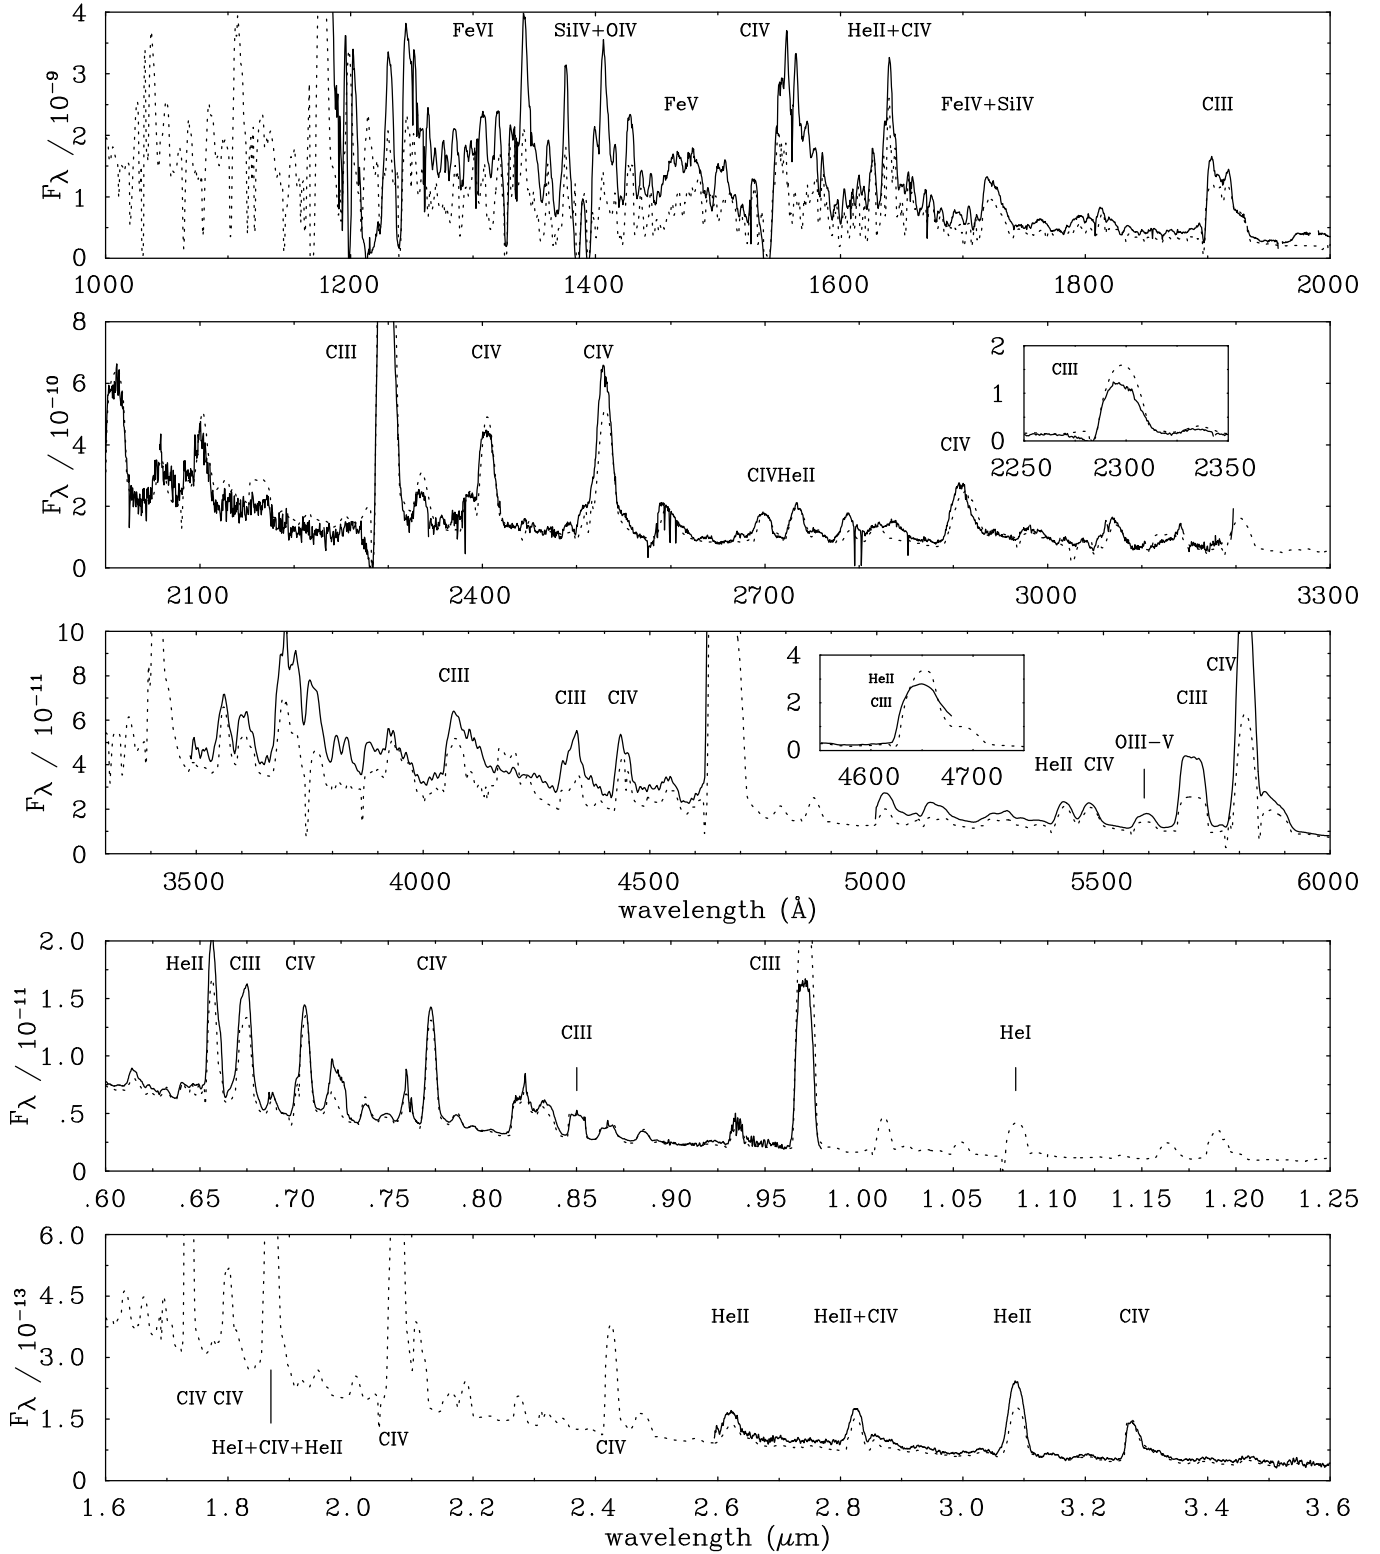 4
3
2
1
0
F_λ / 10^−9
FeVI
SiIV+OIV
FeV
CIV
HeII+CIV
FeIV+SiIV
CIII
1000 1200 1400 1600 1800 2000
8
6
4
2
0
F_λ / 10^−10
CIII
CIV
CIV
CIVHeII
CIV
2
1
0
CIII
2250 2300 2350
2100 2400 2700 3000 3300
10
8
6
4
2
0
F_λ / 10^−11
CIII
CIII
CIV
4
2
0
HeII
CIII
4600 4700
HeII CIV
OIII−V
CIII
CIV
3500 4000 4500 5000 5500 6000
wavelength (Å)
2.0
1.5
1.0
.5
0
F_λ / 10^−11
HeII
CIII
CIV
CIV
CIII
CIII
HeI
.60 .65 .70 .75 .80 .85 .90 .95 1.00 1.05 1.10 1.15 1.20 1.25
6.0
4.5
3.0
1.5
0
F_λ / 10^−13
CIV CIV
HeI+CIV+HeII
CIV
CIV
HeII
HeII+CIV
HeII
CIV
1.6 1.8 2.0 2.2 2.4 2.6 2.8 3.0 3.2 3.4 3.6
wavelength (μm)